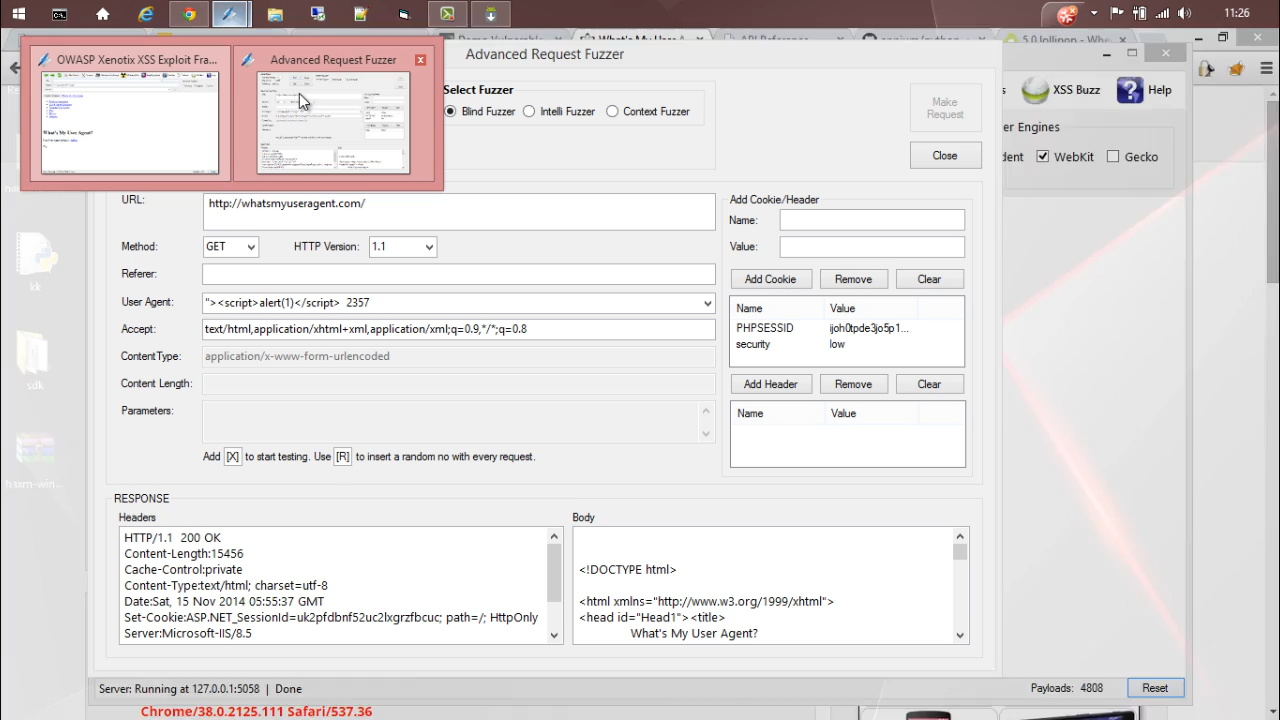 11:26
OWASP Xenotix XSS Exploit Fra...
Advanced Request Fuzzer
Advanced Request Fuzzer
What's My User Agent?
Select Fuzzer
Blind Fuzzer
Intelli Fuzzer
Context Fuzzer
Make Request
Close
XSS Buzz
Help
er Engines
dent
WebKit
Gecko
URL:
http://whatsmyuseragent.com/
Method:
GET
HTTP Version:
1.1
Referer:
User Agent:
"><script>alert(1)</script> 2357
Accept:
text/html,application/xhtml+xml,application/xml;q=0.9,*/*;q=0.8
ContentType:
application/x-www-form-urlencoded
Content Length:
Parameters:
Add [X] to start testing. Use [R] to insert a random no with every request.
Add Cookie/Header
Name:
Value:
Add Cookie
Remove
Clear
Name
Value
PHPSESSID
ijoh0tpde3jo5p1...
security
low
Add Header
Remove
Clear
Name
Value
RESPONSE
Headers
HTTP/1.1 200 OK
Content-Length:15456
Cache-Control:private
Content-Type:text/html; charset=utf-8
Date:Sat, 15 Nov 2014 05:55:37 GMT
Set-Cookie:ASP.NET_SessionId=uk2pfdbnf52uc2lxgrzfbcuc; path=/; HttpOnly
Server:Microsoft-IIS/8.5
Body
<!DOCTYPE html>
<html xmlns="http://www.w3.org/1999/xhtml">
<head id="Head1"><title>
What's My User Agent?
kk
sdk
haxm-win...
Server: Running at 127.0.0.1:5058 | Done
Payloads: 4808
Reset
Chrome/38.0.2125.111 Safari/537.36